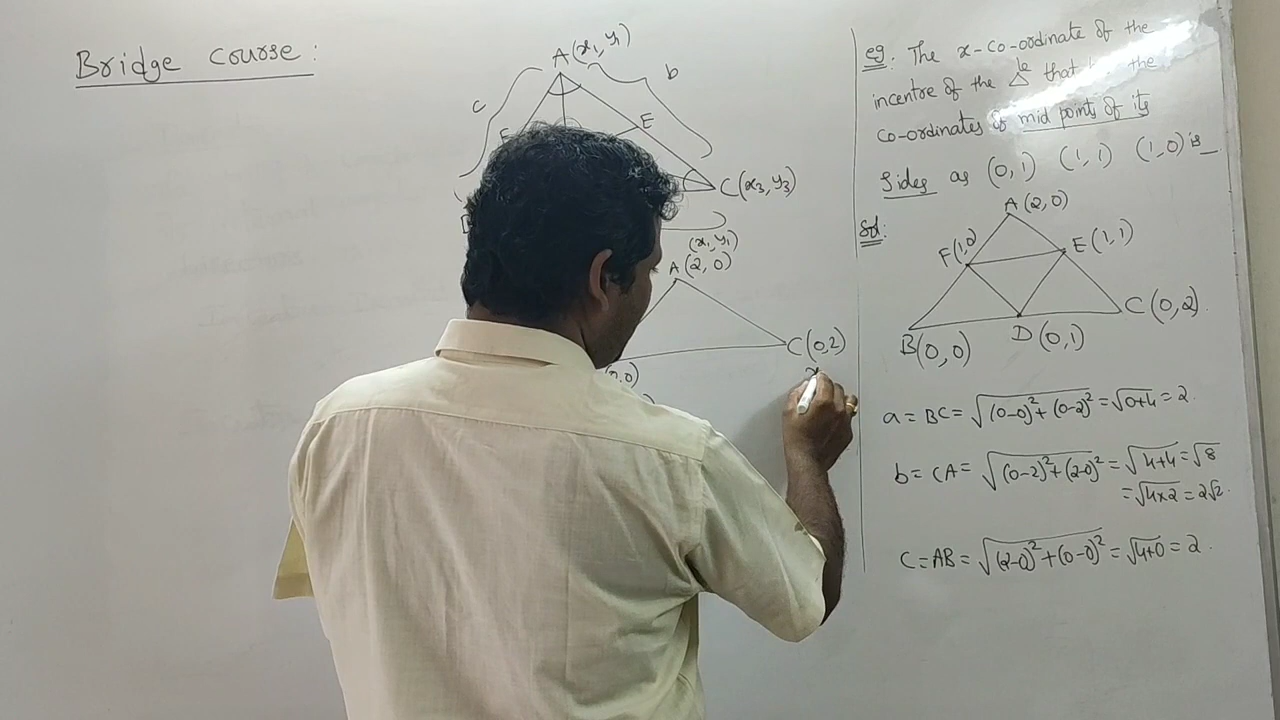 Bridge Course :
A (x₁, y₁)
c
b
E
C (x₃, y₃)
(x₁, y₁)
A (2, 0)
C (0, 2)
eg. The x-co-ordinate of the
incentre of the Δle that the
co-ordinates of mid points of its
sides as (0, 1) (1, 1) (1, 0) is _
Sol:
A (2, 0)
F (1, 0)
E (1, 1)
B (0, 0)
D (0, 1)
C (0, 2).
a = BC = √(0-0)² + (0-2)² = √0+4 = 2.
b = CA = √(0-2)² + (2-0)² = √4+4 = √8
= √4×2 = 2√2.
C = AB = √(2-0)² + (0-0)² = √4+0 = 2.